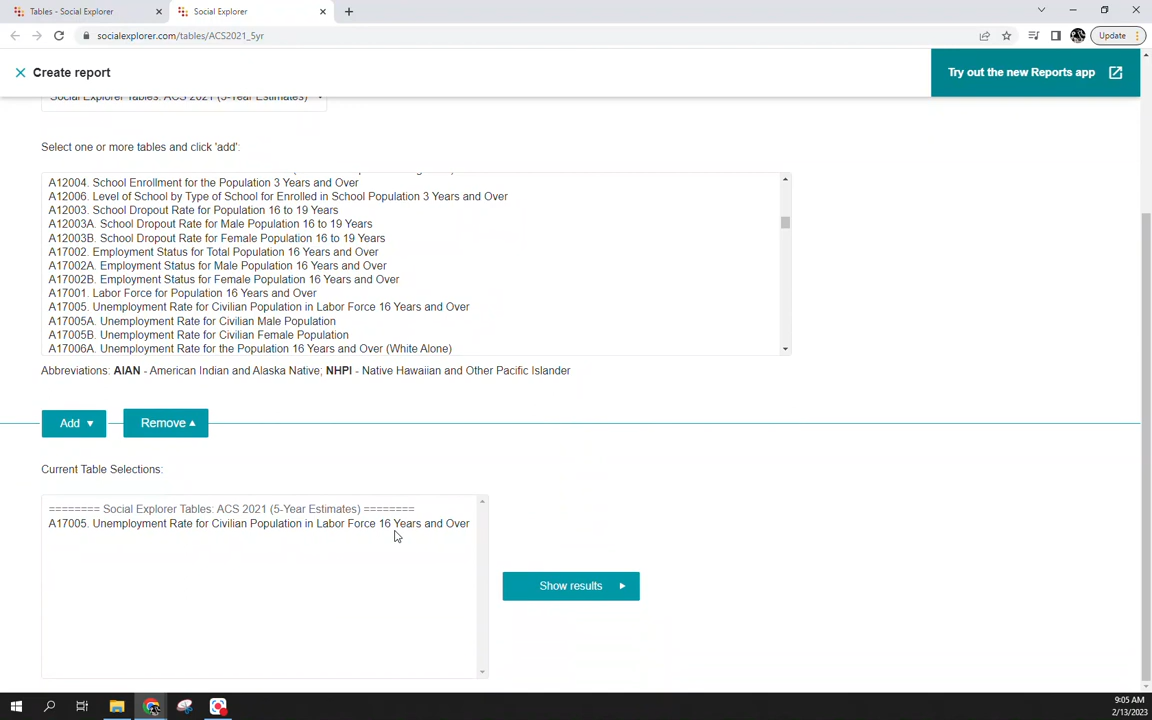 Tables - Social Explorer
Social Explorer
socialexplorer.com/tables/ACS2021_5yr
Update
Create report
Try out the new Reports app
Social Explorer Tables: ACS 2021 (5-Year Estimates)
Select one or more tables and click 'add':
A12004. School Enrollment for the Population 3 Years and Over
A12006. Level of School by Type of School for Enrolled in School Population 3 Years and Over
A12003. School Dropout Rate for Population 16 to 19 Years
A12003A. School Dropout Rate for Male Population 16 to 19 Years
A12003B. School Dropout Rate for Female Population 16 to 19 Years
A17002. Employment Status for Total Population 16 Years and Over
A17002A. Employment Status for Male Population 16 Years and Over
A17002B. Employment Status for Female Population 16 Years and Over
A17001. Labor Force for Population 16 Years and Over
A17005. Unemployment Rate for Civilian Population in Labor Force 16 Years and Over
A17005A. Unemployment Rate for Civilian Male Population
A17005B. Unemployment Rate for Civilian Female Population
A17006A. Unemployment Rate for the Population 16 Years and Over (White Alone)
Abbreviations: AIAN - American Indian and Alaska Native; NHPI - Native Hawaiian and Other Pacific Islander
Add
Remove
Current Table Selections:
======== Social Explorer Tables: ACS 2021 (5-Year Estimates) ========
A17005. Unemployment Rate for Civilian Population in Labor Force 16 Years and Over
Show results
9:05 AM
2/13/2023